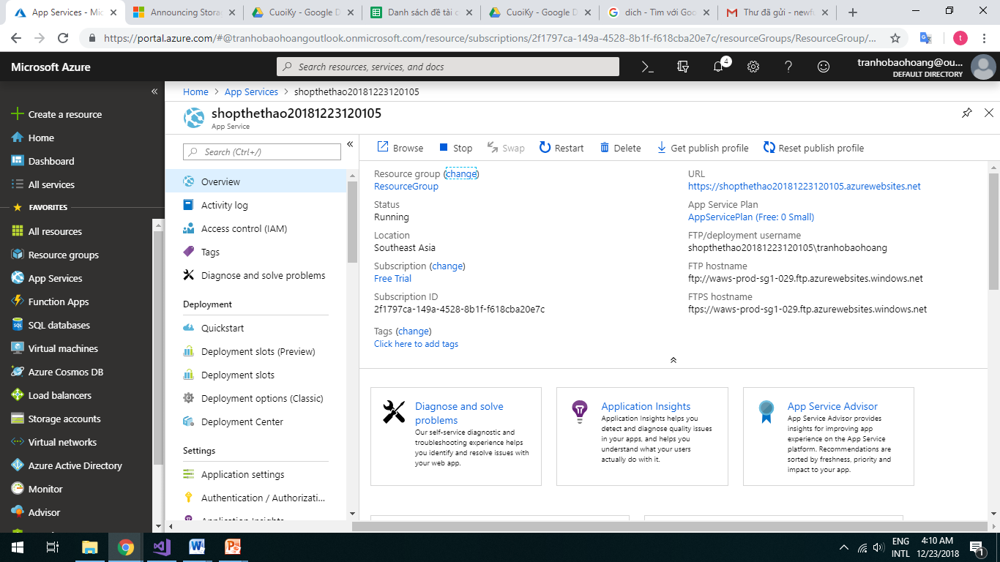 App Services - Mic
Announcing Storag
CuoiKy - Google D
Danh sách đề tài c
CuoiKy - Google D
dich - Tìm với Goo
Thư đã gửi - newfu
https://portal.azure.com/#@tranhobaohoangoutlook.onmicrosoft.com/resource/subscriptions/2f1797ca-149a-4528-8b1f-f618cba20e7c/resourceGroups/ResourceGroup/...
t
Microsoft Azure
Search resources, services, and docs
4
tranhobaohoang@ou...
DEFAULT DIRECTORY
Create a resource
Home
Dashboard
All services
FAVORITES
All resources
Resource groups
App Services
Function Apps
SQL databases
Virtual machines
Azure Cosmos DB
Load balancers
Storage accounts
Virtual networks
Azure Active Directory
Monitor
Advisor
Home > App Services > shopthethao20181223120105
shopthethao20181223120105
App Service
Search (Ctrl+/)
Overview
Activity log
Access control (IAM)
Tags
Diagnose and solve problems
Deployment
Quickstart
Deployment slots (Preview)
Deployment slots
Deployment options (Classic)
Deployment Center
Settings
Application settings
Authentication / Authorizati...
Application Insights
Browse
Stop
Swap
Restart
Delete
Get publish profile
Reset publish profile
Resource group (change)
ResourceGroup
Status
Running
Location
Southeast Asia
Subscription (change)
Free Trial
Subscription ID
2f1797ca-149a-4528-8b1f-f618cba20e7c
Tags (change)
Click here to add tags
URL
https://shopthethao20181223120105.azurewebsites.net
App Service Plan
AppServicePlan (Free: 0 Small)
FTP/deployment username
shopthethao20181223120105\tranhobaohoang
FTP hostname
ftp://waws-prod-sg1-029.ftp.azurewebsites.windows.net
FTPS hostname
ftps://waws-prod-sg1-029.ftp.azurewebsites.windows.net
Diagnose and solve
problems
Our self-service diagnostic and
troubleshooting experience helps
you identify and resolve issues with
your web app.
Application Insights
Application Insights helps you
detect and diagnose quality issues
in your apps, and helps you
understand what your users
actually do with it.
App Service Advisor
App Service Advisor provides
insights for improving app
experience on the App Service
platform. Recommendations are
sorted by freshness, priority and
impact to your app.
ENG
INTL
4:10 AM
12/23/2018
1